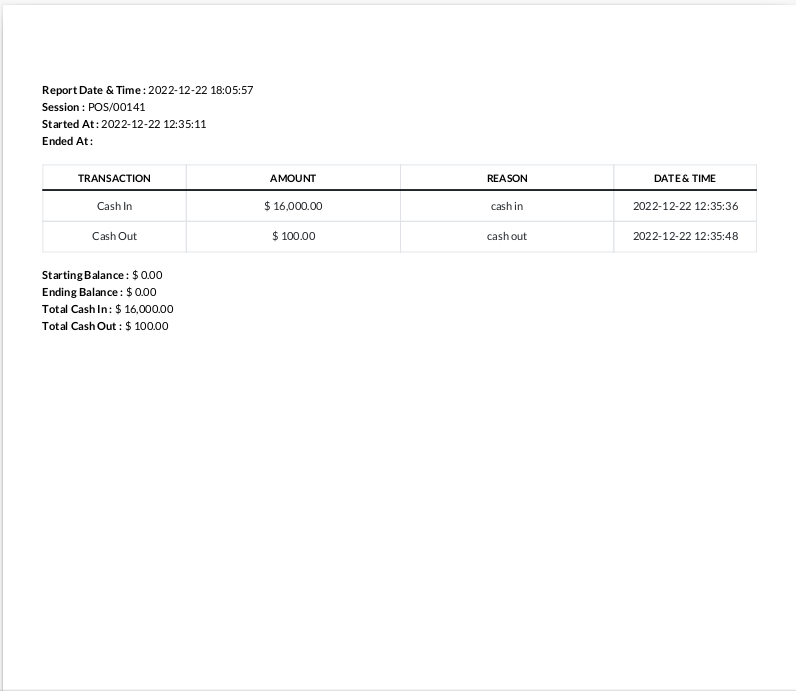 Report Date & Time : 2022-12-22 18:05:57
Session : POS/00141
Started At : 2022-12-22 12:35:11
Ended At :
TRANSACTION AMOUNT REASON DATE & TIME
Cash In $ 16,000.00 cash in 2022-12-22 12:35:36
Cash Out $ 100.00 cash out 2022-12-22 12:35:48
Starting Balance : $ 0.00
Ending Balance : $ 0.00
Total Cash In : $ 16,000.00
Total Cash Out : $ 100.00